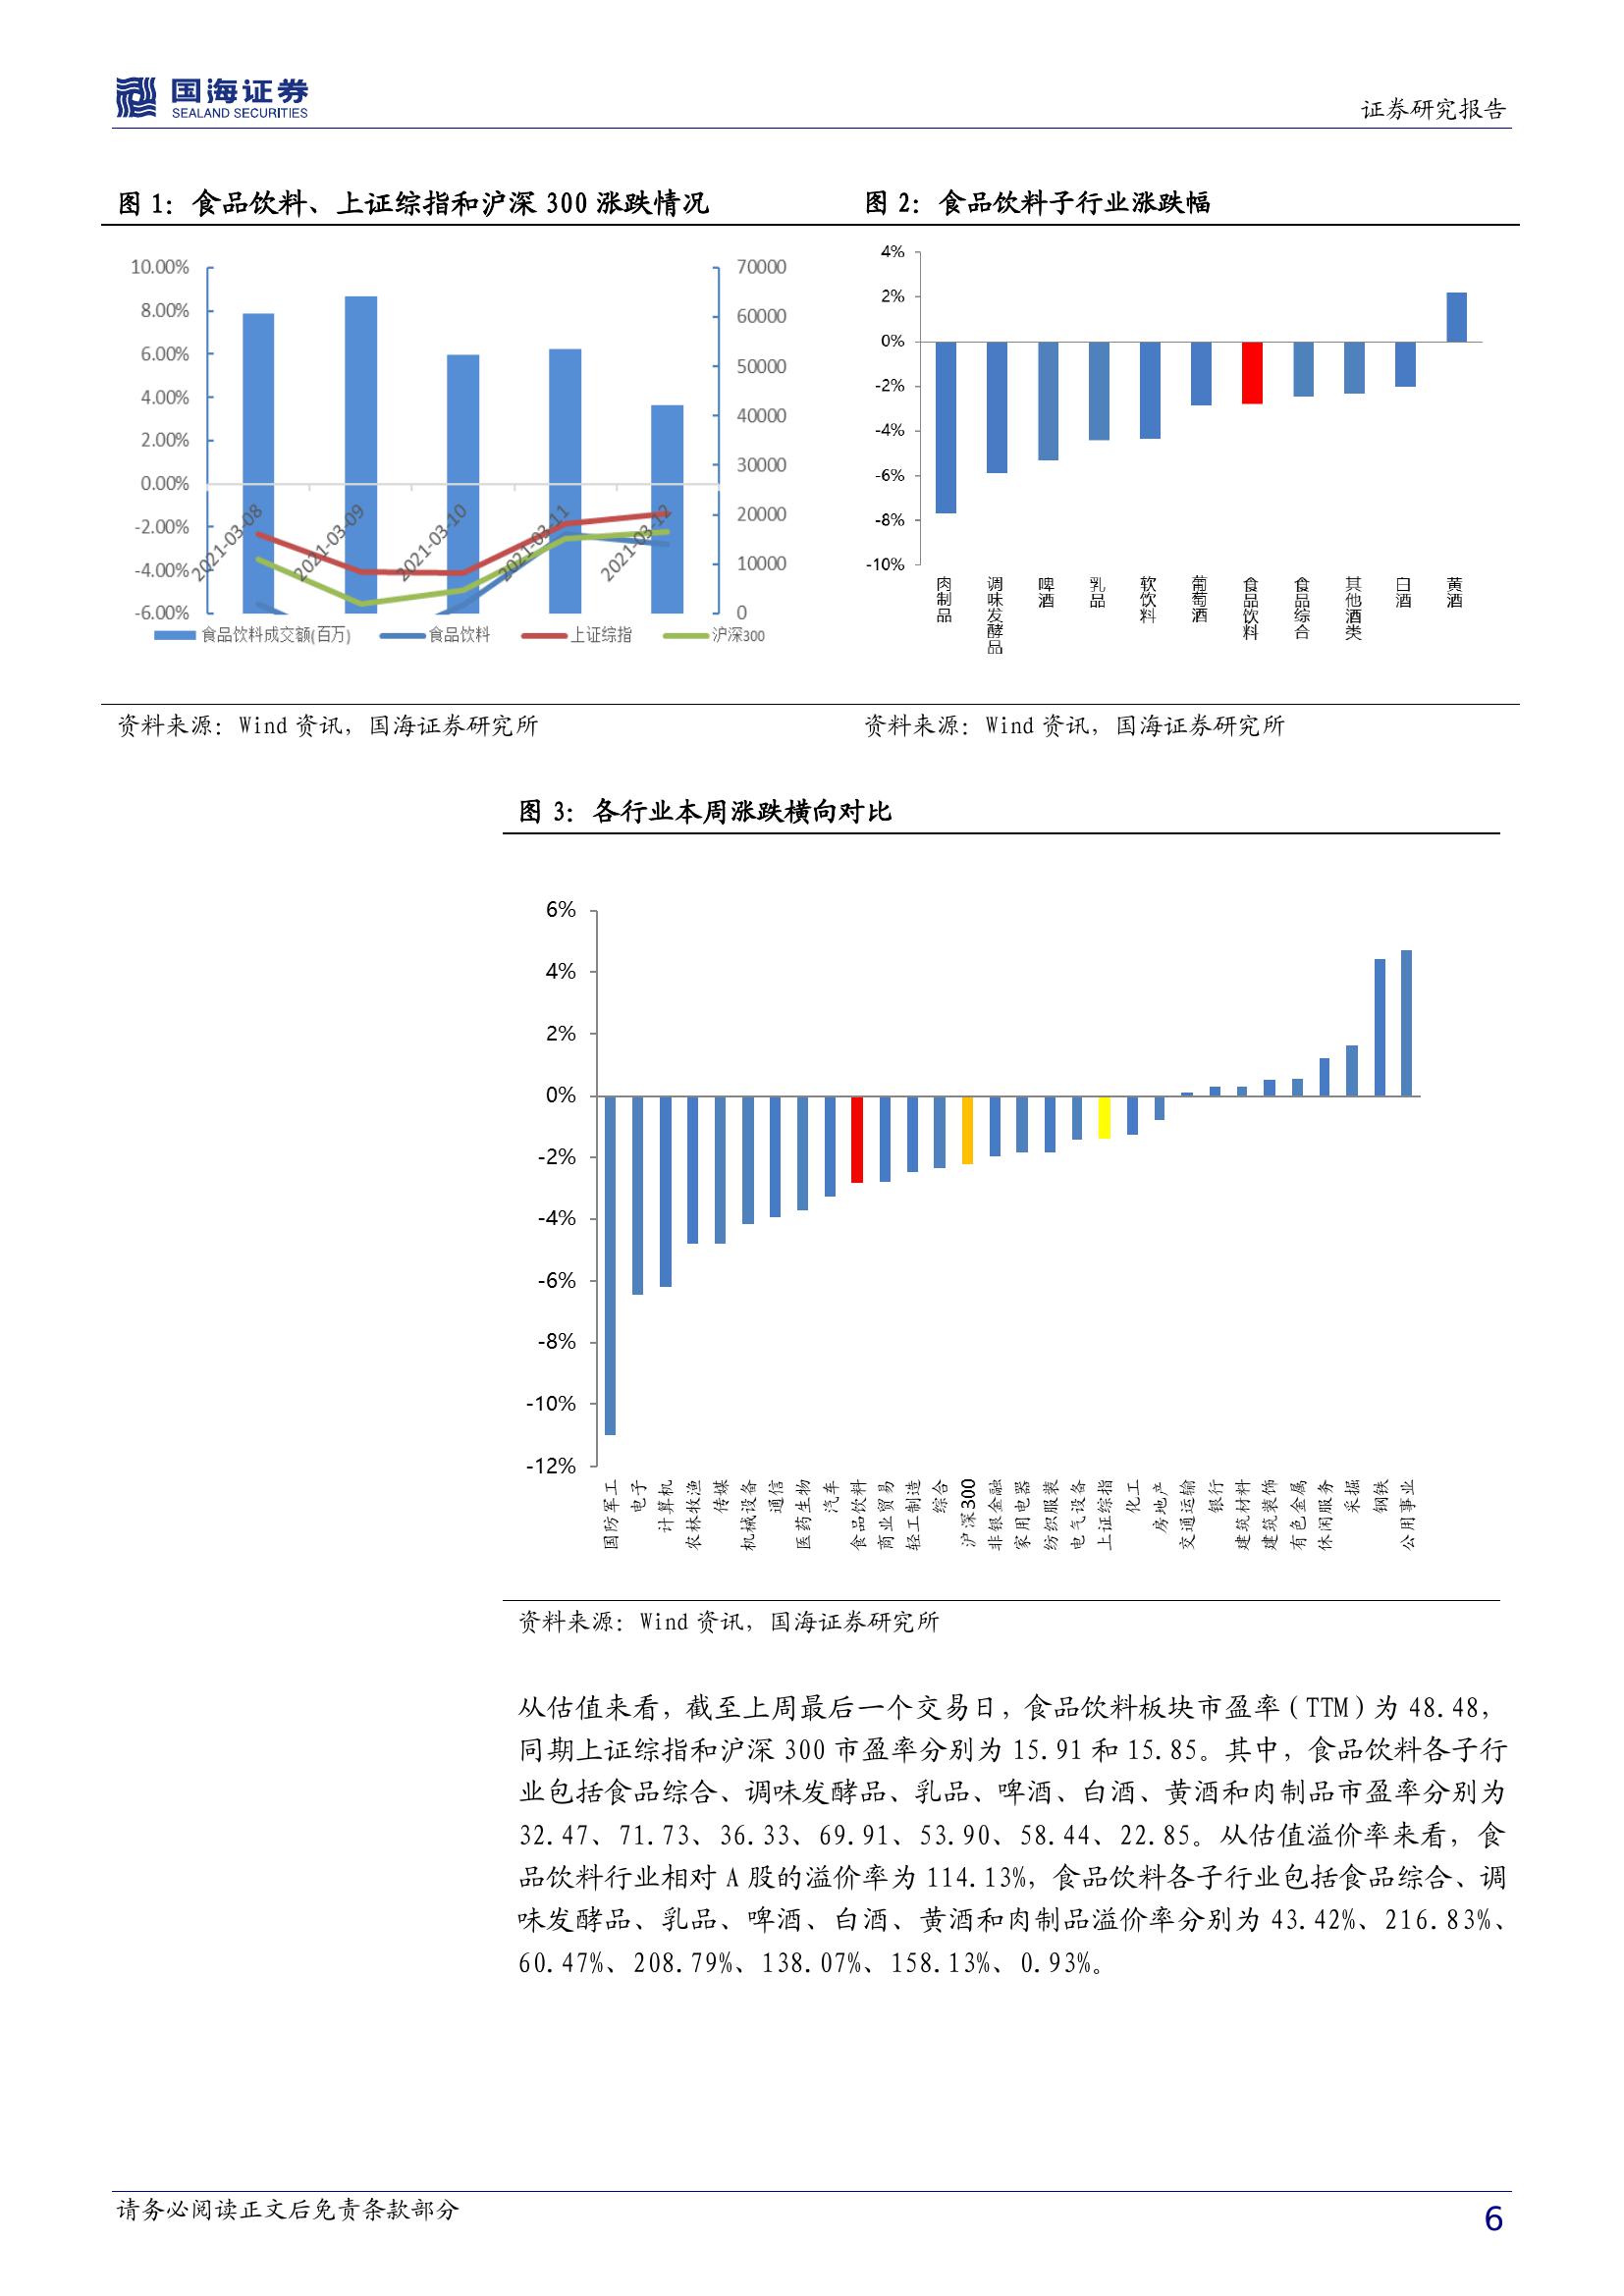 国海证券
SEALAND SECURITIES
证券研究报告
图 1：食品饮料、上证综指和沪深 300 涨跌情况
10.00%
8.00%
6.00%
4.00%
2.00%
0.00%
-2.00%
-4.00%
-6.00%
70000
60000
50000
40000
30000
20000
10000
0
2021-03-08
2021-03-09
2021-03-10
2021-03-11
2021-03-12
食品饮料成交额(百万)
食品饮料
上证综指
沪深300
资料来源：Wind 资讯，国海证券研究所
图 2：食品饮料子行业涨跌幅
4%
2%
0%
-2%
-4%
-6%
-8%
-10%
肉制品
调味发酵品
啤酒
乳品
软饮料
葡萄酒
食品饮料
食品综合
其他酒类
白酒
黄酒
资料来源：Wind 资讯，国海证券研究所
图 3：各行业本周涨跌横向对比
6%
4%
2%
0%
-2%
-4%
-6%
-8%
-10%
-12%
国防军工
电子
计算机
农林牧渔
传媒
机械设备
通信
医药生物
汽车
食品饮料
商业贸易
轻工制造
综合
沪深300
非银金融
家用电器
纺织服装
电气设备
上证综指
化工
房地产
交通运输
银行
建筑材料
建筑装饰
有色金属
休闲服务
采掘
钢铁
公用事业
资料来源：Wind 资讯，国海证券研究所
从估值来看，截至上周最后一个交易日，食品饮料板块市盈率（TTM）为 48.48，
同期上证综指和沪深 300 市盈率分别为 15.91 和 15.85。其中，食品饮料各子行
业包括食品综合、调味发酵品、乳品、啤酒、白酒、黄酒和肉制品市盈率分别为
32.47、71.73、36.33、69.91、53.90、58.44、22.85。从估值溢价率来看，食
品饮料行业相对 A 股的溢价率为 114.13%，食品饮料各子行业包括食品综合、调
味发酵品、乳品、啤酒、白酒、黄酒和肉制品溢价率分别为 43.42%、216.83%、
60.47%、208.79%、138.07%、158.13%、0.93%。
请务必阅读正文后免责条款部分
6